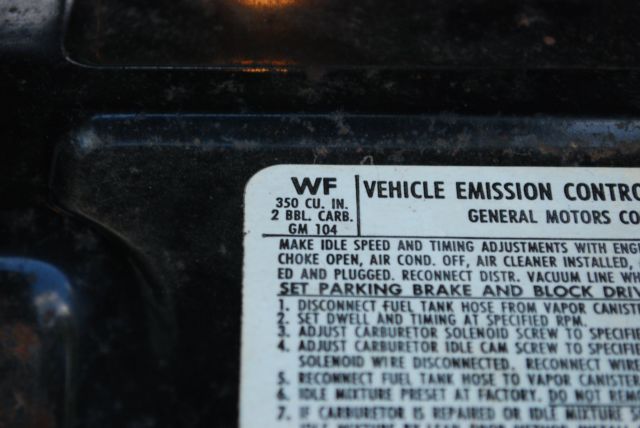 WF
350 CU. IN.
2 BBL. CARB.
GM 104
VEHICLE EMISSION CONTRO
GENERAL MOTORS CO
MAKE IDLE SPEED AND TIMING ADJUSTMENTS WITH ENG
CHOKE OPEN, AIR COND. OFF, AIR CLEANER INSTALLED,
ED AND PLUGGED. RECONNECT DISTR. VACUUM LINE WH
SET PARKING BRAKE AND BLOCK DRIV
1. DISCONNECT FUEL TANK HOSE FROM VAPOR CANIST
2. SET DWELL AND TIMING AT SPECIFIED RPM.
3. ADJUST CARBURETOR SOLENOID SCREW TO SPECIFIE
4. ADJUST CARBURETOR IDLE CAM SCREW TO SPECIFIE
SOLENOID WIRE DISCONNECTED. RECONNECT WIRE
5. RECONNECT FUEL TANK HOSE TO VAPOR CANISTER
6. IDLE MIXTURE PRESET AT FACTORY. DO NOT REM
7. IF CARBURETOR IS REPAIRED OR IDLE MIXTURE S